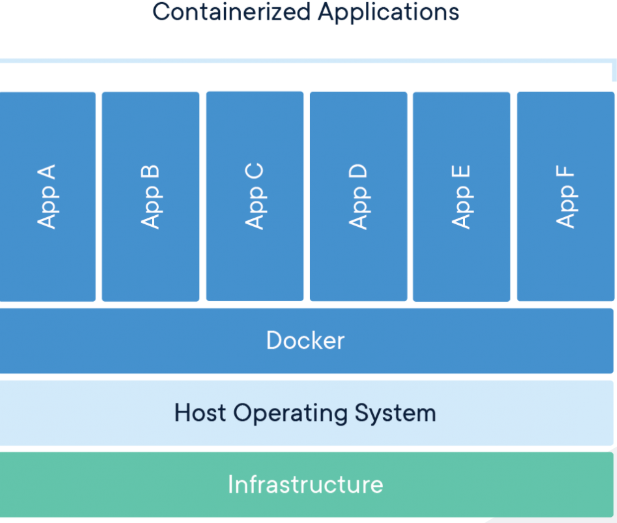 Containerized Applications
App A
App B
App C
App D
App E
App F
Docker
Host Operating System
Infrastructure